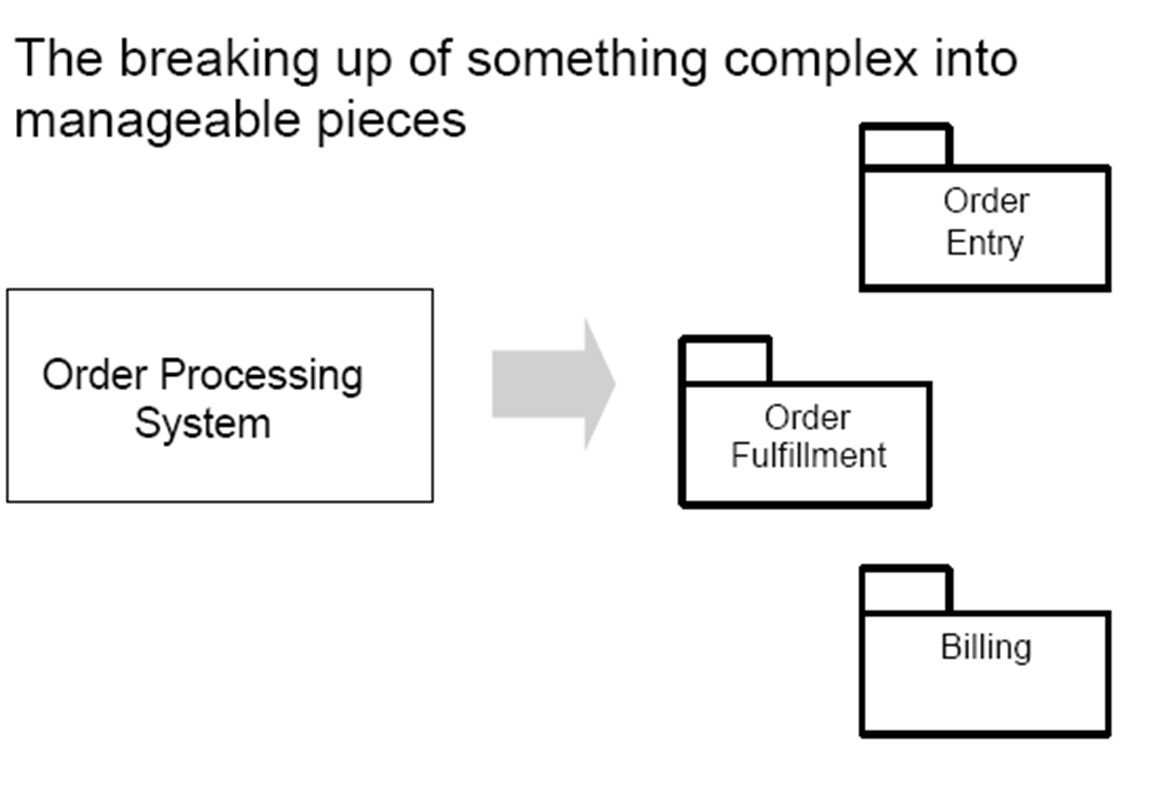 The breaking up of something complex into
manageable pieces
Order
Entry
Order Processing
System
Order
Fulfillment
Billing